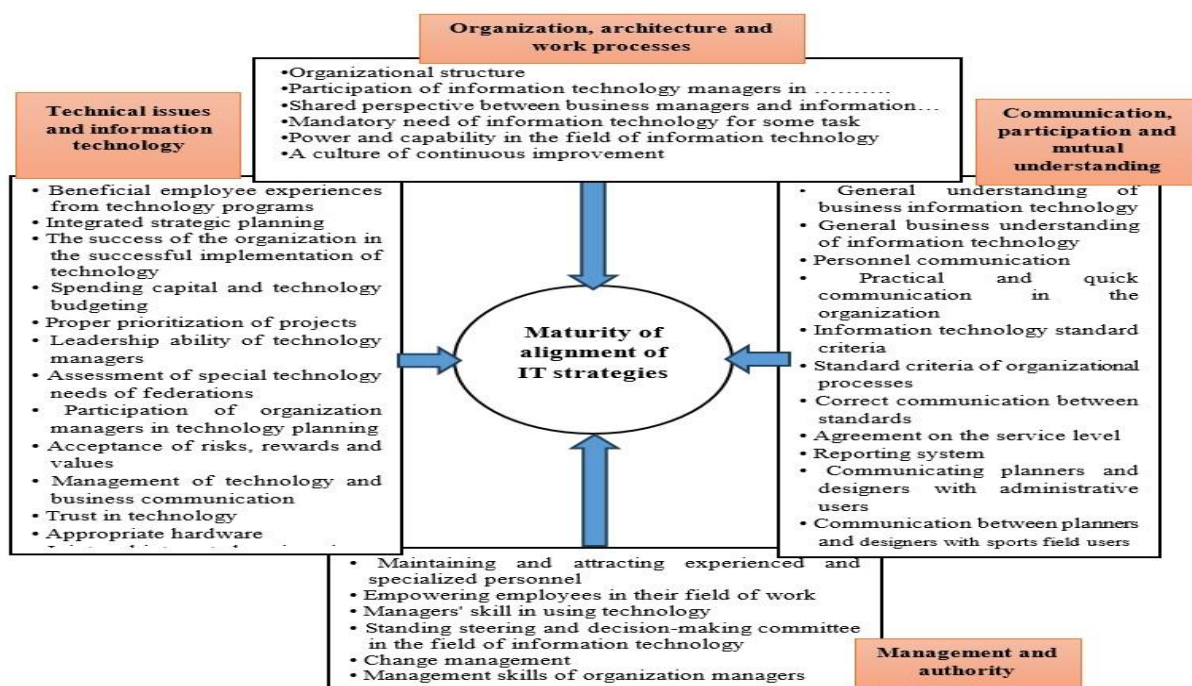 Organization, architecture and
work processes
•Organizational structure
•Participation of information technology managers in ……….
•Shared perspective between business managers and information…
•Mandatory need of information technology for some task
•Power and capability in the field of information technology
•A culture of continuous improvement
Technical issues
and information
technology
• Beneficial employee experiences
from technology programs
• Integrated strategic planning
• The success of the organization in
the successful implementation of
technology
• Spending capital and technology
budgeting
• Proper prioritization of projects
• Leadership ability of technology
managers
• Assessment of special technology
needs of federations
• Participation of organization
managers in technology planning
• Acceptance of risks, rewards and
values
• Management of technology and
business communication
• Trust in technology
• Appropriate hardware
Maturity of
alignment of
IT strategies
Communication,
participation and
mutual
understanding
• General understanding of
business information technology
• General business understanding
of information technology
• Personnel communication
• Practical and quick
communication in the
organization
• Information technology standard
criteria
• Standard criteria of organizational
processes
• Correct communication between
standards
• Agreement on the service level
• Reporting system
• Communicating planners and
designers with administrative
users
• Communication between planners
and designers with sports field users
• Maintaining and attracting experienced and
specialized personnel
• Empowering employees in their field of work
• Managers' skill in using technology
• Standing steering and decision-making committee
in the field of information technology
• Change management
• Management skills of organization managers
Management and
authority